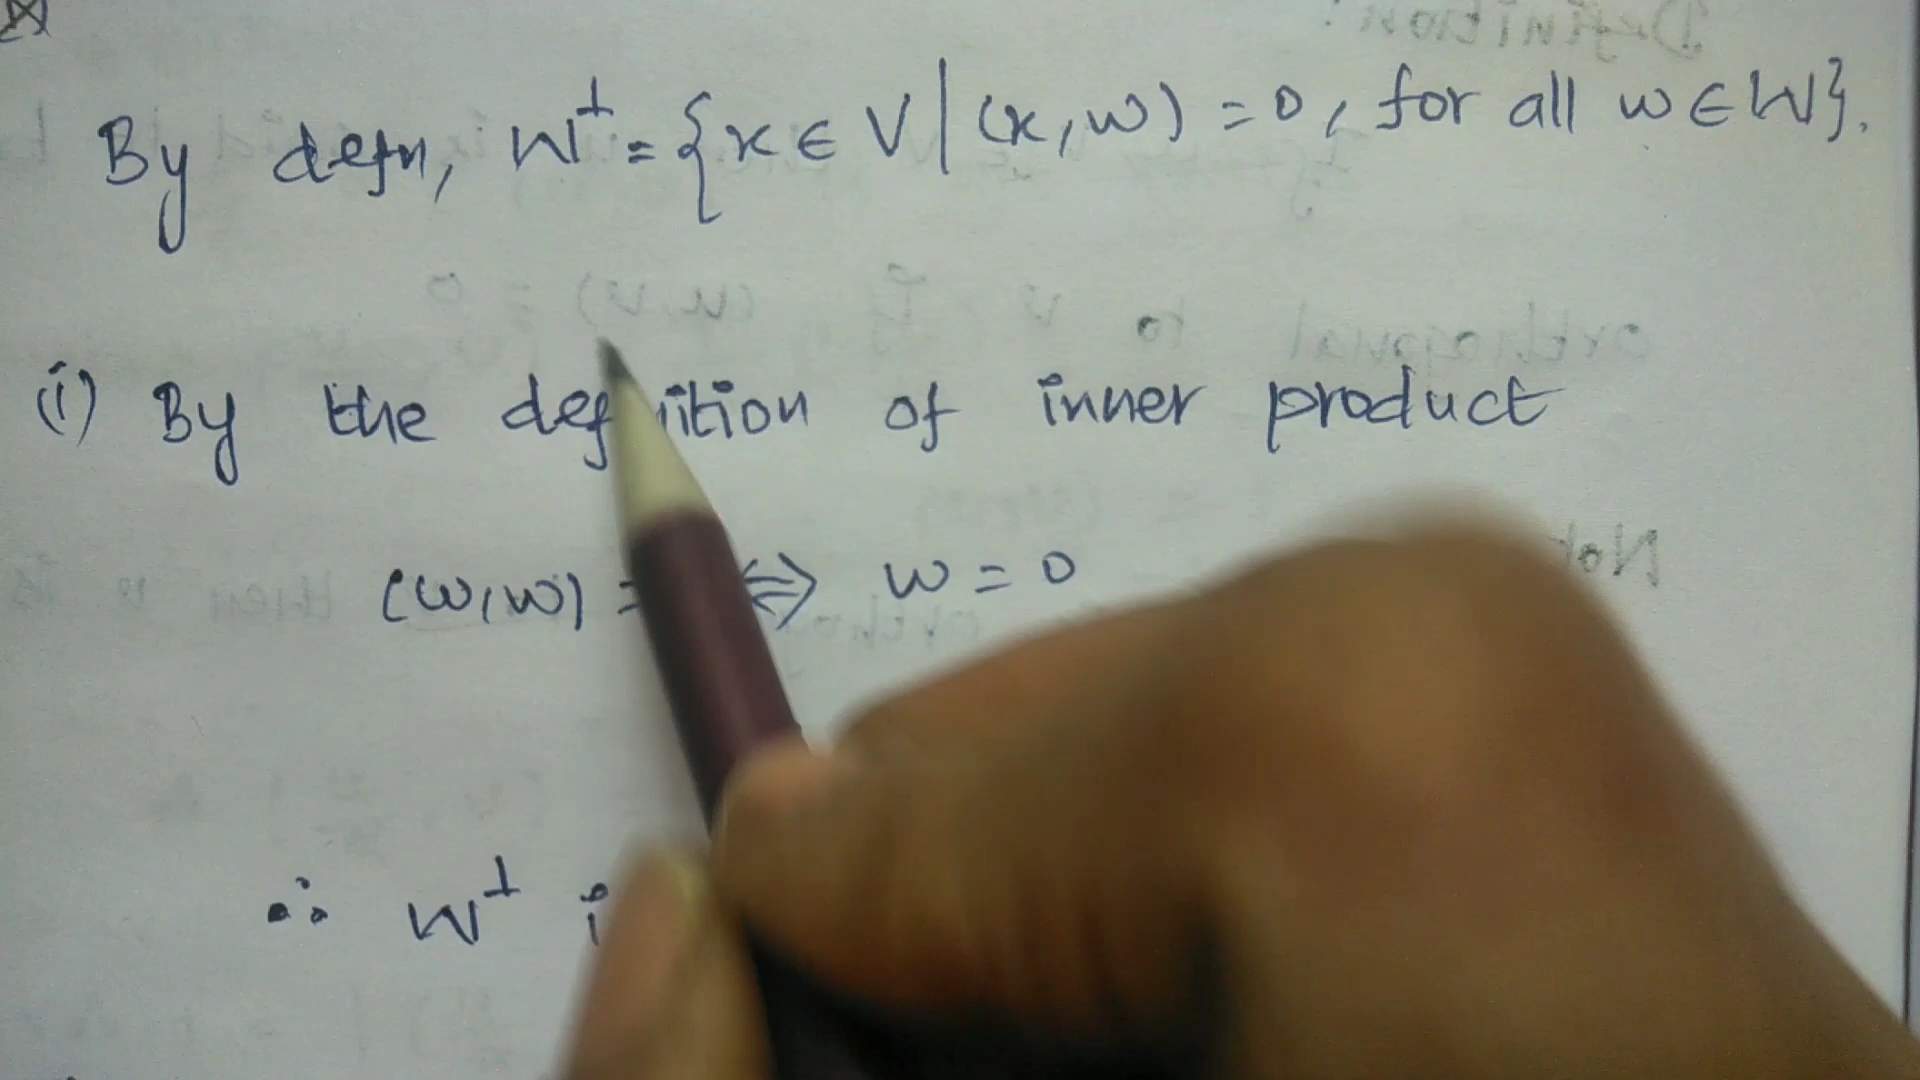 By defn, W⊥ = {x ∈ V | (x, w) = 0, for all w ∈ W}.
(i) By the definition of inner product
(w, w) = ⇔ w = 0
∴ W⊥ i